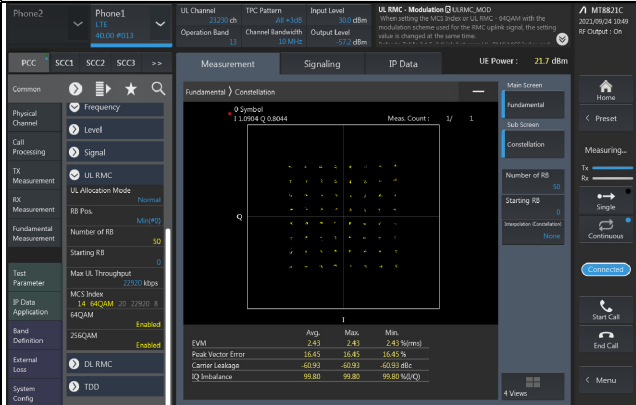 Phone2
Phone1
LTE
40.00 #013
UL Channel
23230 ch
TPC Pattern
Alt +3dB
Input Level
30.0 dBm
Operation Band
13
Channel Bandwidth
10 MHz
Output Level
-57.2 dBm
UL RMC - Modulation ULRMC_MOD
When setting the MCS Index or UL RMC - 64QAM with the
modulation scheme used for the RMC uplink signal, the setting
value is changed at the same time.
MT8821C
2021/09/24 10:49
RF Output : On
PCC
SCC1
SCC2
SCC3
>>
Measurement
Signaling
IP Data
UE Power : 21.7 dBm
Common
Physical
Channel
Call
Processing
TX
Measurement
RX
Measurement
Fundamental
Measurement
Test
Parameter
IP Data
Application
Band
Definition
External
Loss
System
Config
Frequency
Level
Signal
UL RMC
UL Allocation Mode
Normal
RB Pos.
Min(#0)
Number of RB
50
Starting RB
0
Max UL Throughput
22920 kbps
MCS Index
14 64QAM 20 22920 8
64QAM
Enabled
256QAM
Enabled
DL RMC
TDD
Fundamental
Constellation
0 Symbol
I 1.0904 Q 0.8044
Meas. Count : 1/ 1
Q
I
Avg. Max. Min.
EVM 2.43 2.43 2.43 %(rms)
Peak Vector Error 16.45 16.45 16.45 %
Carrier Leakage -60.93 -60.93 -60.93 dBc
IQ Imbalance 99.80 99.80 99.80 %(I/Q)
Main Screen
Fundamental
Sub Screen
Constellation
Number of RB
50
Starting RB
0
Interpolation (Constellation)
None
4 Views
Home
Preset
Measuring...
Tx
Rx
Single
Continuous
Connected
Start Call
End Call
Menu